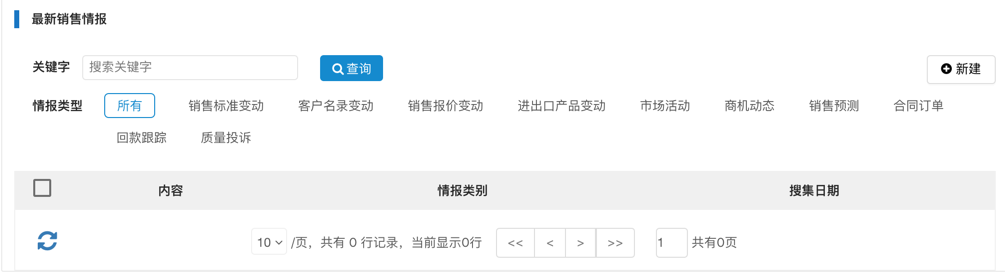 最新销售情报
关键字 搜索关键字 查询 新建
情报类型 所有 销售标准变动 客户名录变动 销售报价变动 进出口产品变动 市场活动 商机动态 销售预测 合同订单
回款跟踪 质量投诉
内容 情报类别 搜集日期
10 /页，共有 0 行记录，当前显示0行 << < > >> 1 共有0页